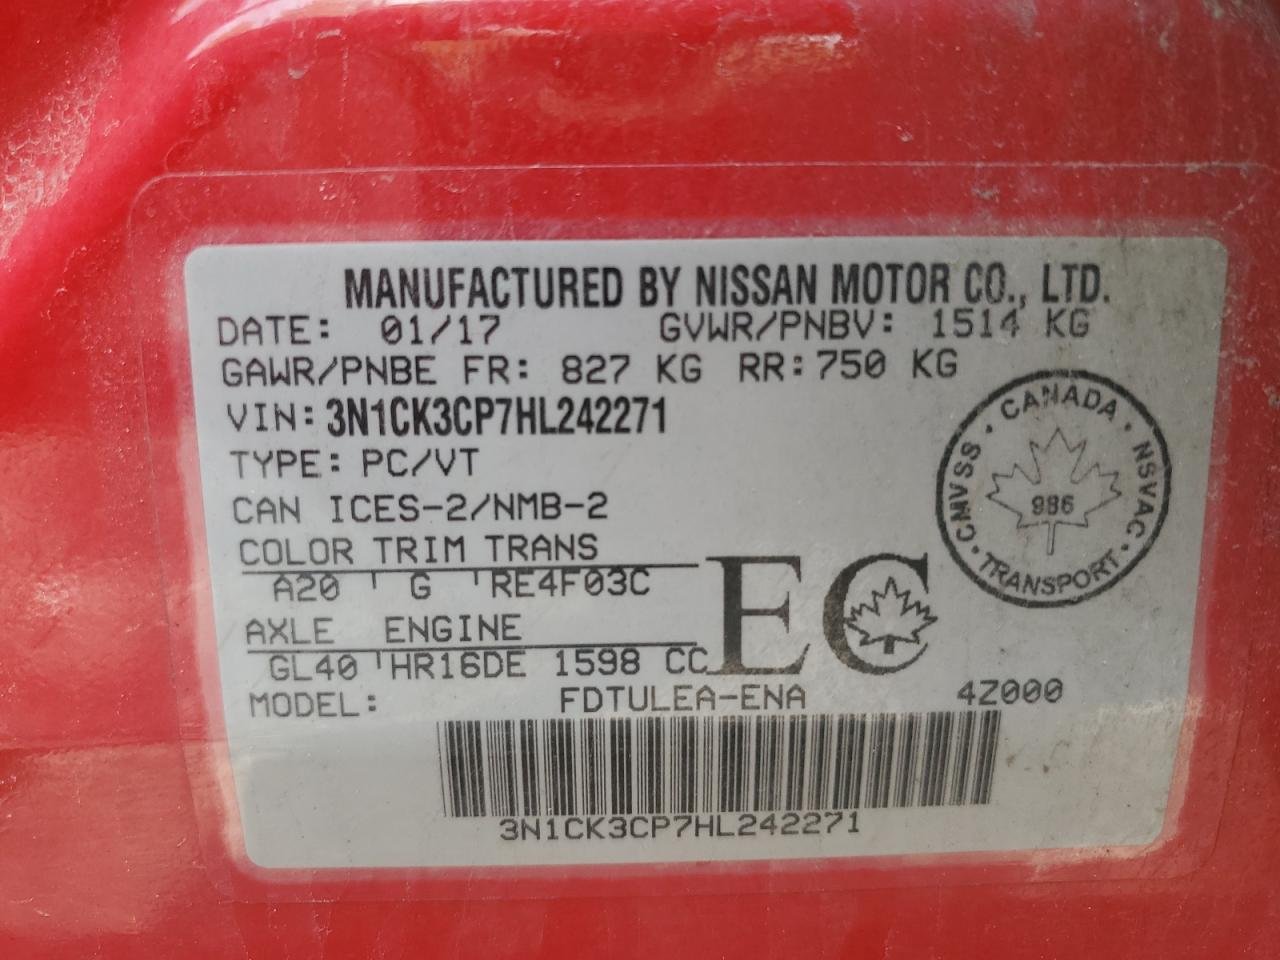 MANUFACTURED BY NISSAN MOTOR CO., LTD.
DATE: 01/17 GVWR/PNBV: 1514 KG
GAWR/PNBE FR: 827 KG RR:750 KG
VIN: 3N1CK3CP7HL242271
TYPE: PC/VT
CAN ICES-2/NMB-2
COLOR TRIM TRANS
A20 G RE4F03C
AXLE ENGINE
GL40 HR16DE 1598 CC
MODEL: FDTULEA-ENA 4Z000
3N1CK3CP7HL242271
EC
CANADA · NSVAC · TRANSPORT · CMVSS ·
986